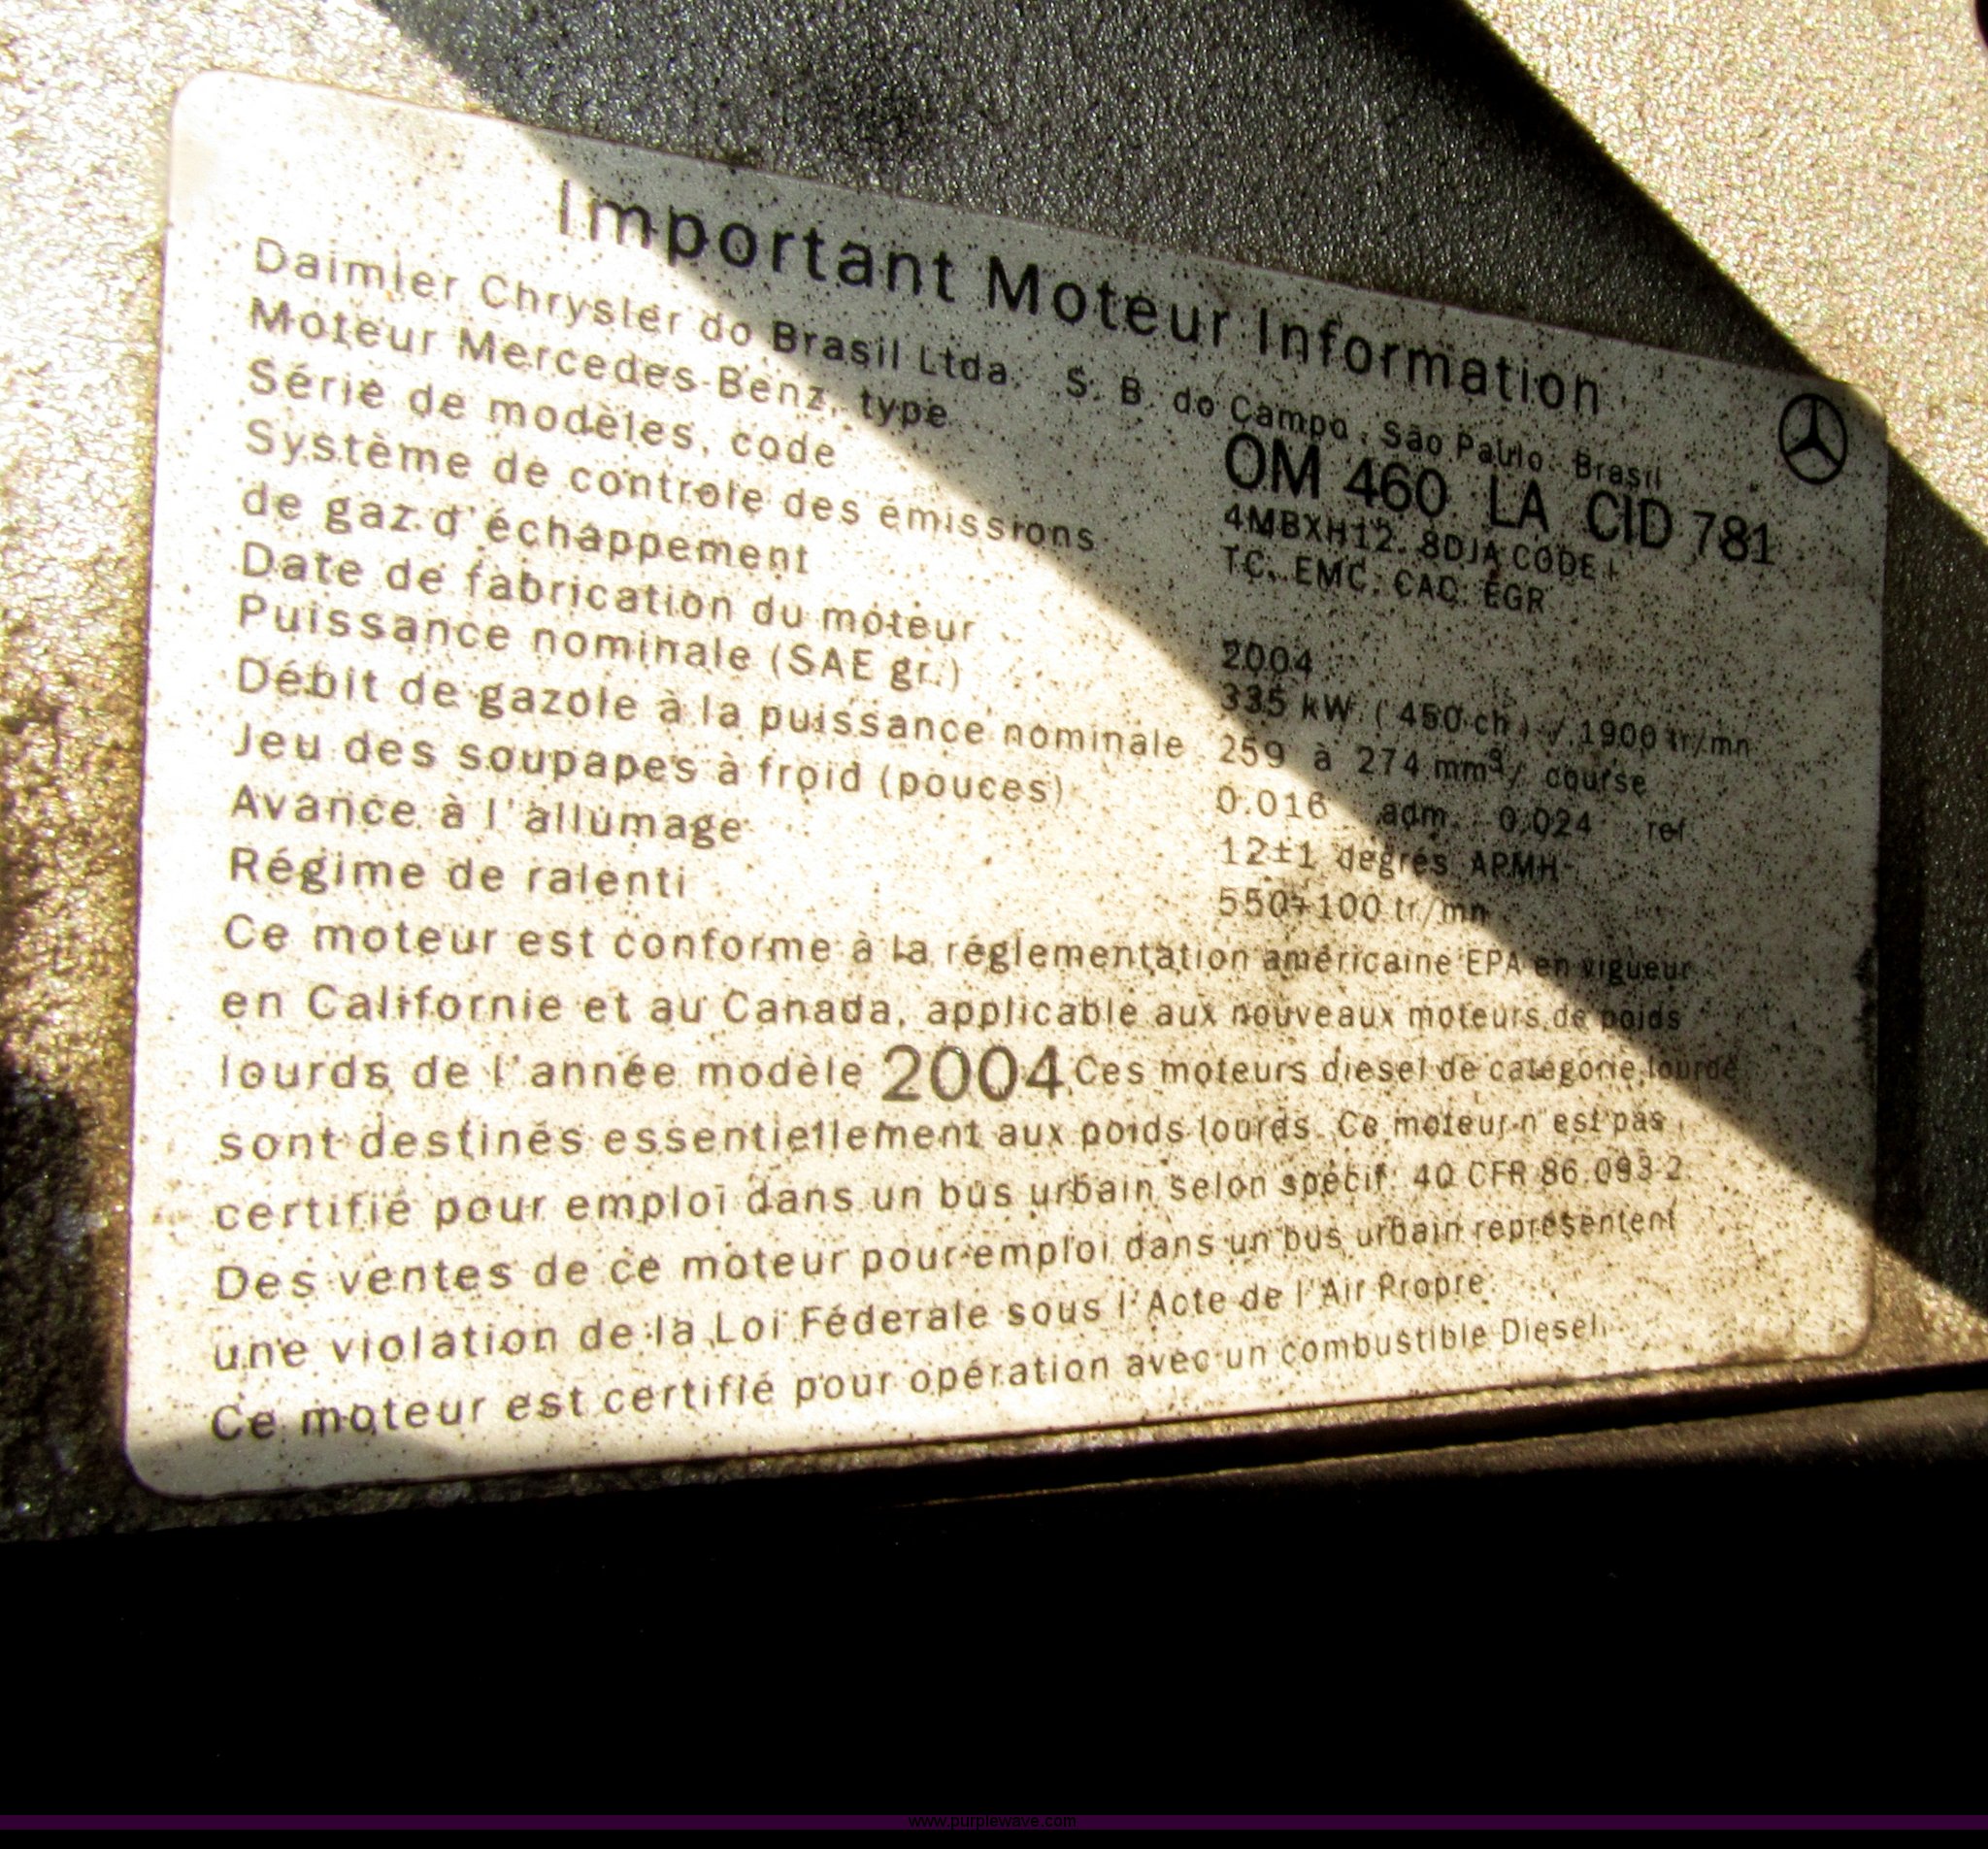 Important Moteur Information
Daimler Chrysler do Brasil Ltda. S. B. do Campo, São Paulo. Brasil
Moteur Mercedes-Benz, type OM 460 LA CID 781
Série de modèles, code 4MBXH12.8DJA CODE I
Système de controle des émissions TC, EMC, CAC, EGR
de gaz d'échappement
Date de fabrication du moteur 2004
Puissance nominale (SAE gr.) 335 kW (450 ch) / 1900 tr/mn
Débit de gazole à la puissance nominale 259 à 274 mm³/ course
Jeu des soupapes à froid (pouces) 0.016 adm. 0.024 ref.
Avance à l'allumage 12±1 degrés APMH
Régime de ralenti 550+100 tr/mn
Ce moteur est conforme à la réglementation américaine EPA en vigueur
en Californie et au Canada, applicable aux nouveaux moteurs de poids
lourds de l'année modèle 2004 Ces moteurs diesel de catégorie lourde
sont destinés essentiellement aux poids lourds. Ce moteur n'est pas
certifié pour emploi dans un bus urbain selon spécif. 40 CFR 86.093-2
Des ventes de ce moteur pour emploi dans un bus urbain représentent
une violation de la Loi Féderale sous l'Acte de l'Air Propre.
Ce moteur est certifié pour opération avec un combustible Diesel.
www.purplewave.com